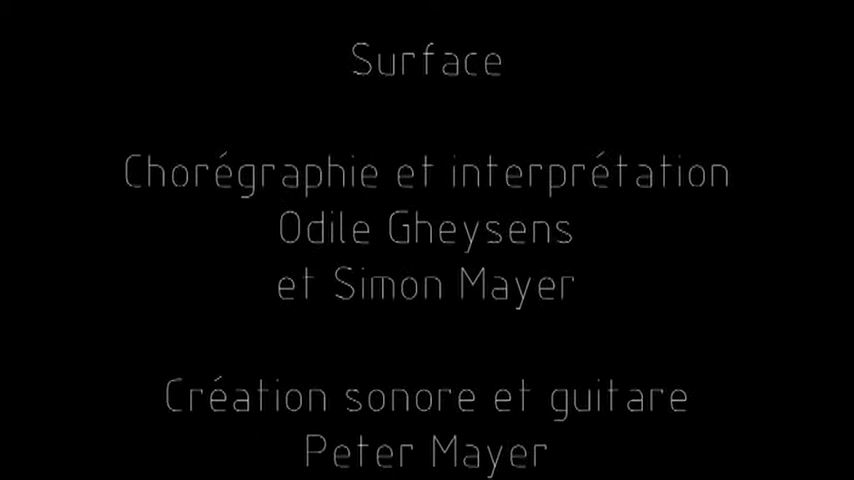 Surface
Chorégraphie et interprétation
Odile Gheysens
et Simon Mayer
Création sonore et guitare
Peter Mayer